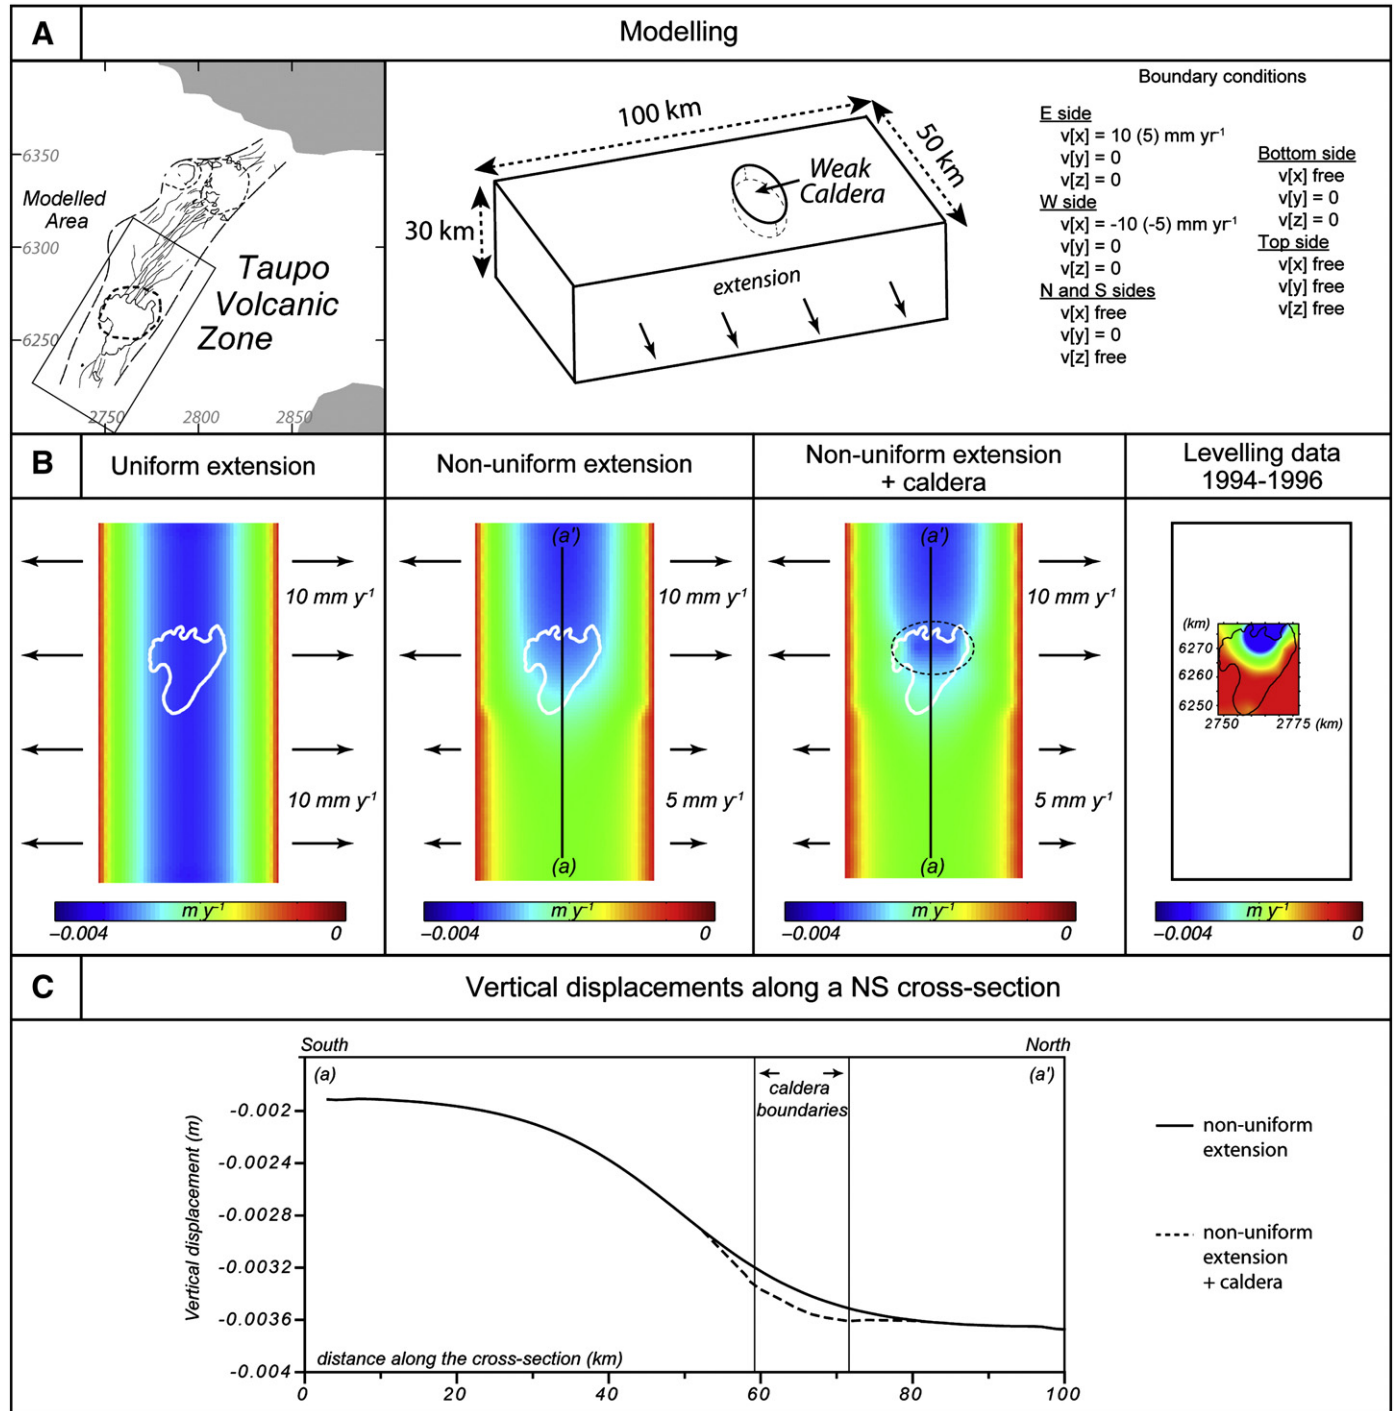 A
Modelling
6350
6300
6250
2750
2800
2850
Modelled
Area
Taupo
Volcanic
Zone
100 km
50 km
30 km
Weak
Caldera
extension
Boundary conditions
E side
v[x] = 10 (5) mm yr⁻¹
v[y] = 0
v[z] = 0
W side
v[x] = -10 (-5) mm yr⁻¹
v[y] = 0
v[z] = 0
N and S sides
v[x] free
v[y] = 0
v[z] free
Bottom side
v[x] free
v[y] = 0
v[z] = 0
Top side
v[x] free
v[y] free
v[z] free
B
Uniform extension
10 mm y⁻¹
10 mm y⁻¹
m y⁻¹
−0.004
0
Non-uniform extension
(a')
10 mm y⁻¹
5 mm y⁻¹
(a)
m y⁻¹
−0.004
0
Non-uniform extension
+ caldera
(a')
10 mm y⁻¹
5 mm y⁻¹
(a)
m y⁻¹
−0.004
0
Levelling data
1994-1996
(km)
6270
6260
6250
2750
2775 (km)
m y⁻¹
−0.004
0
C
Vertical displacements along a NS cross-section
South
North
(a)
(a')
caldera
boundaries
Vertical displacement (m)
-0.002
-0.0024
-0.0028
-0.0032
-0.0036
-0.004
distance along the cross-section (km)
0
20
40
60
80
100
non-uniform
extension
non-uniform
extension
+ caldera